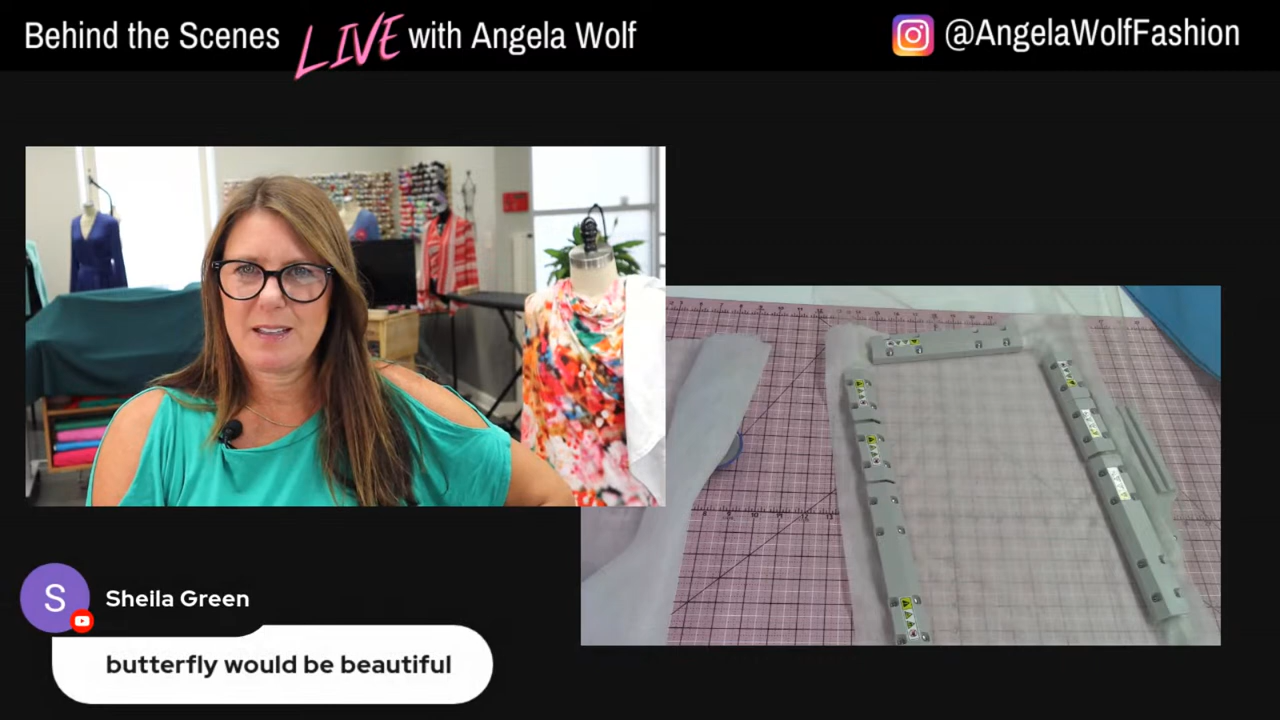 Behind the Scenes LIVE with Angela Wolf
@AngelaWolfFashion
S
Sheila Green
butterfly would be beautiful